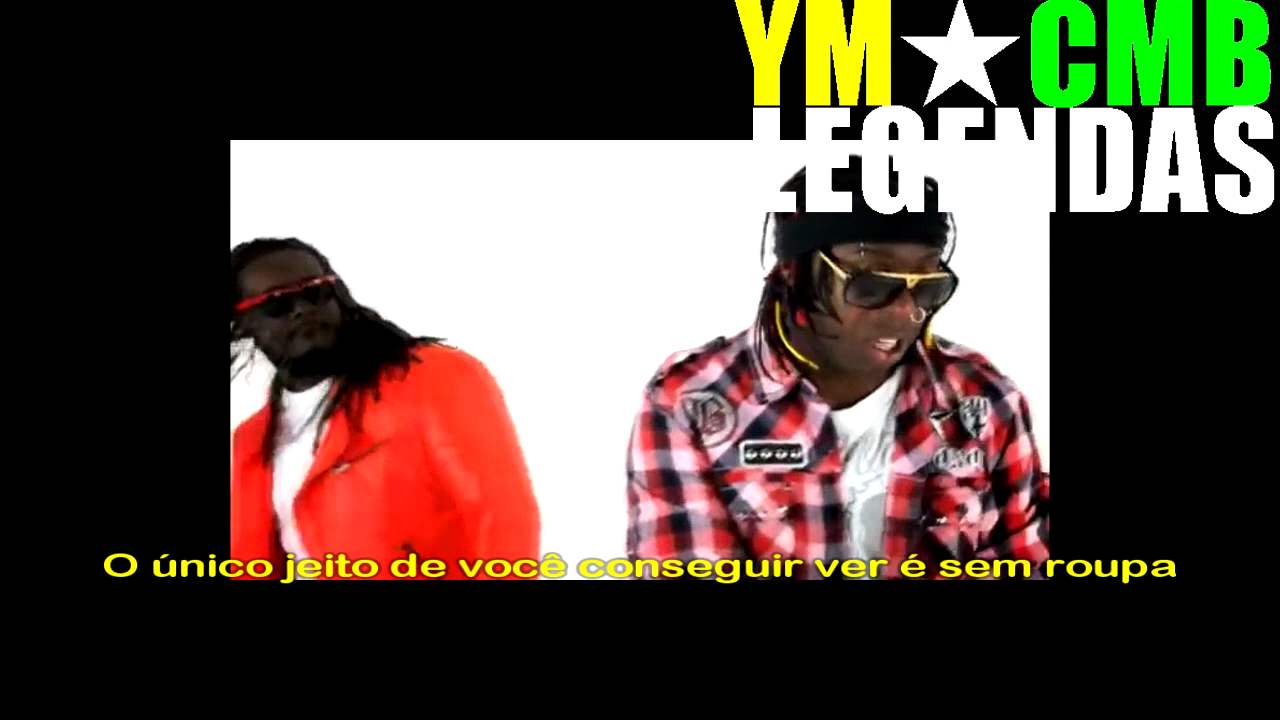 YM★CMB
LEGENDAS
O único jeito de você conseguir ver é sem roupa